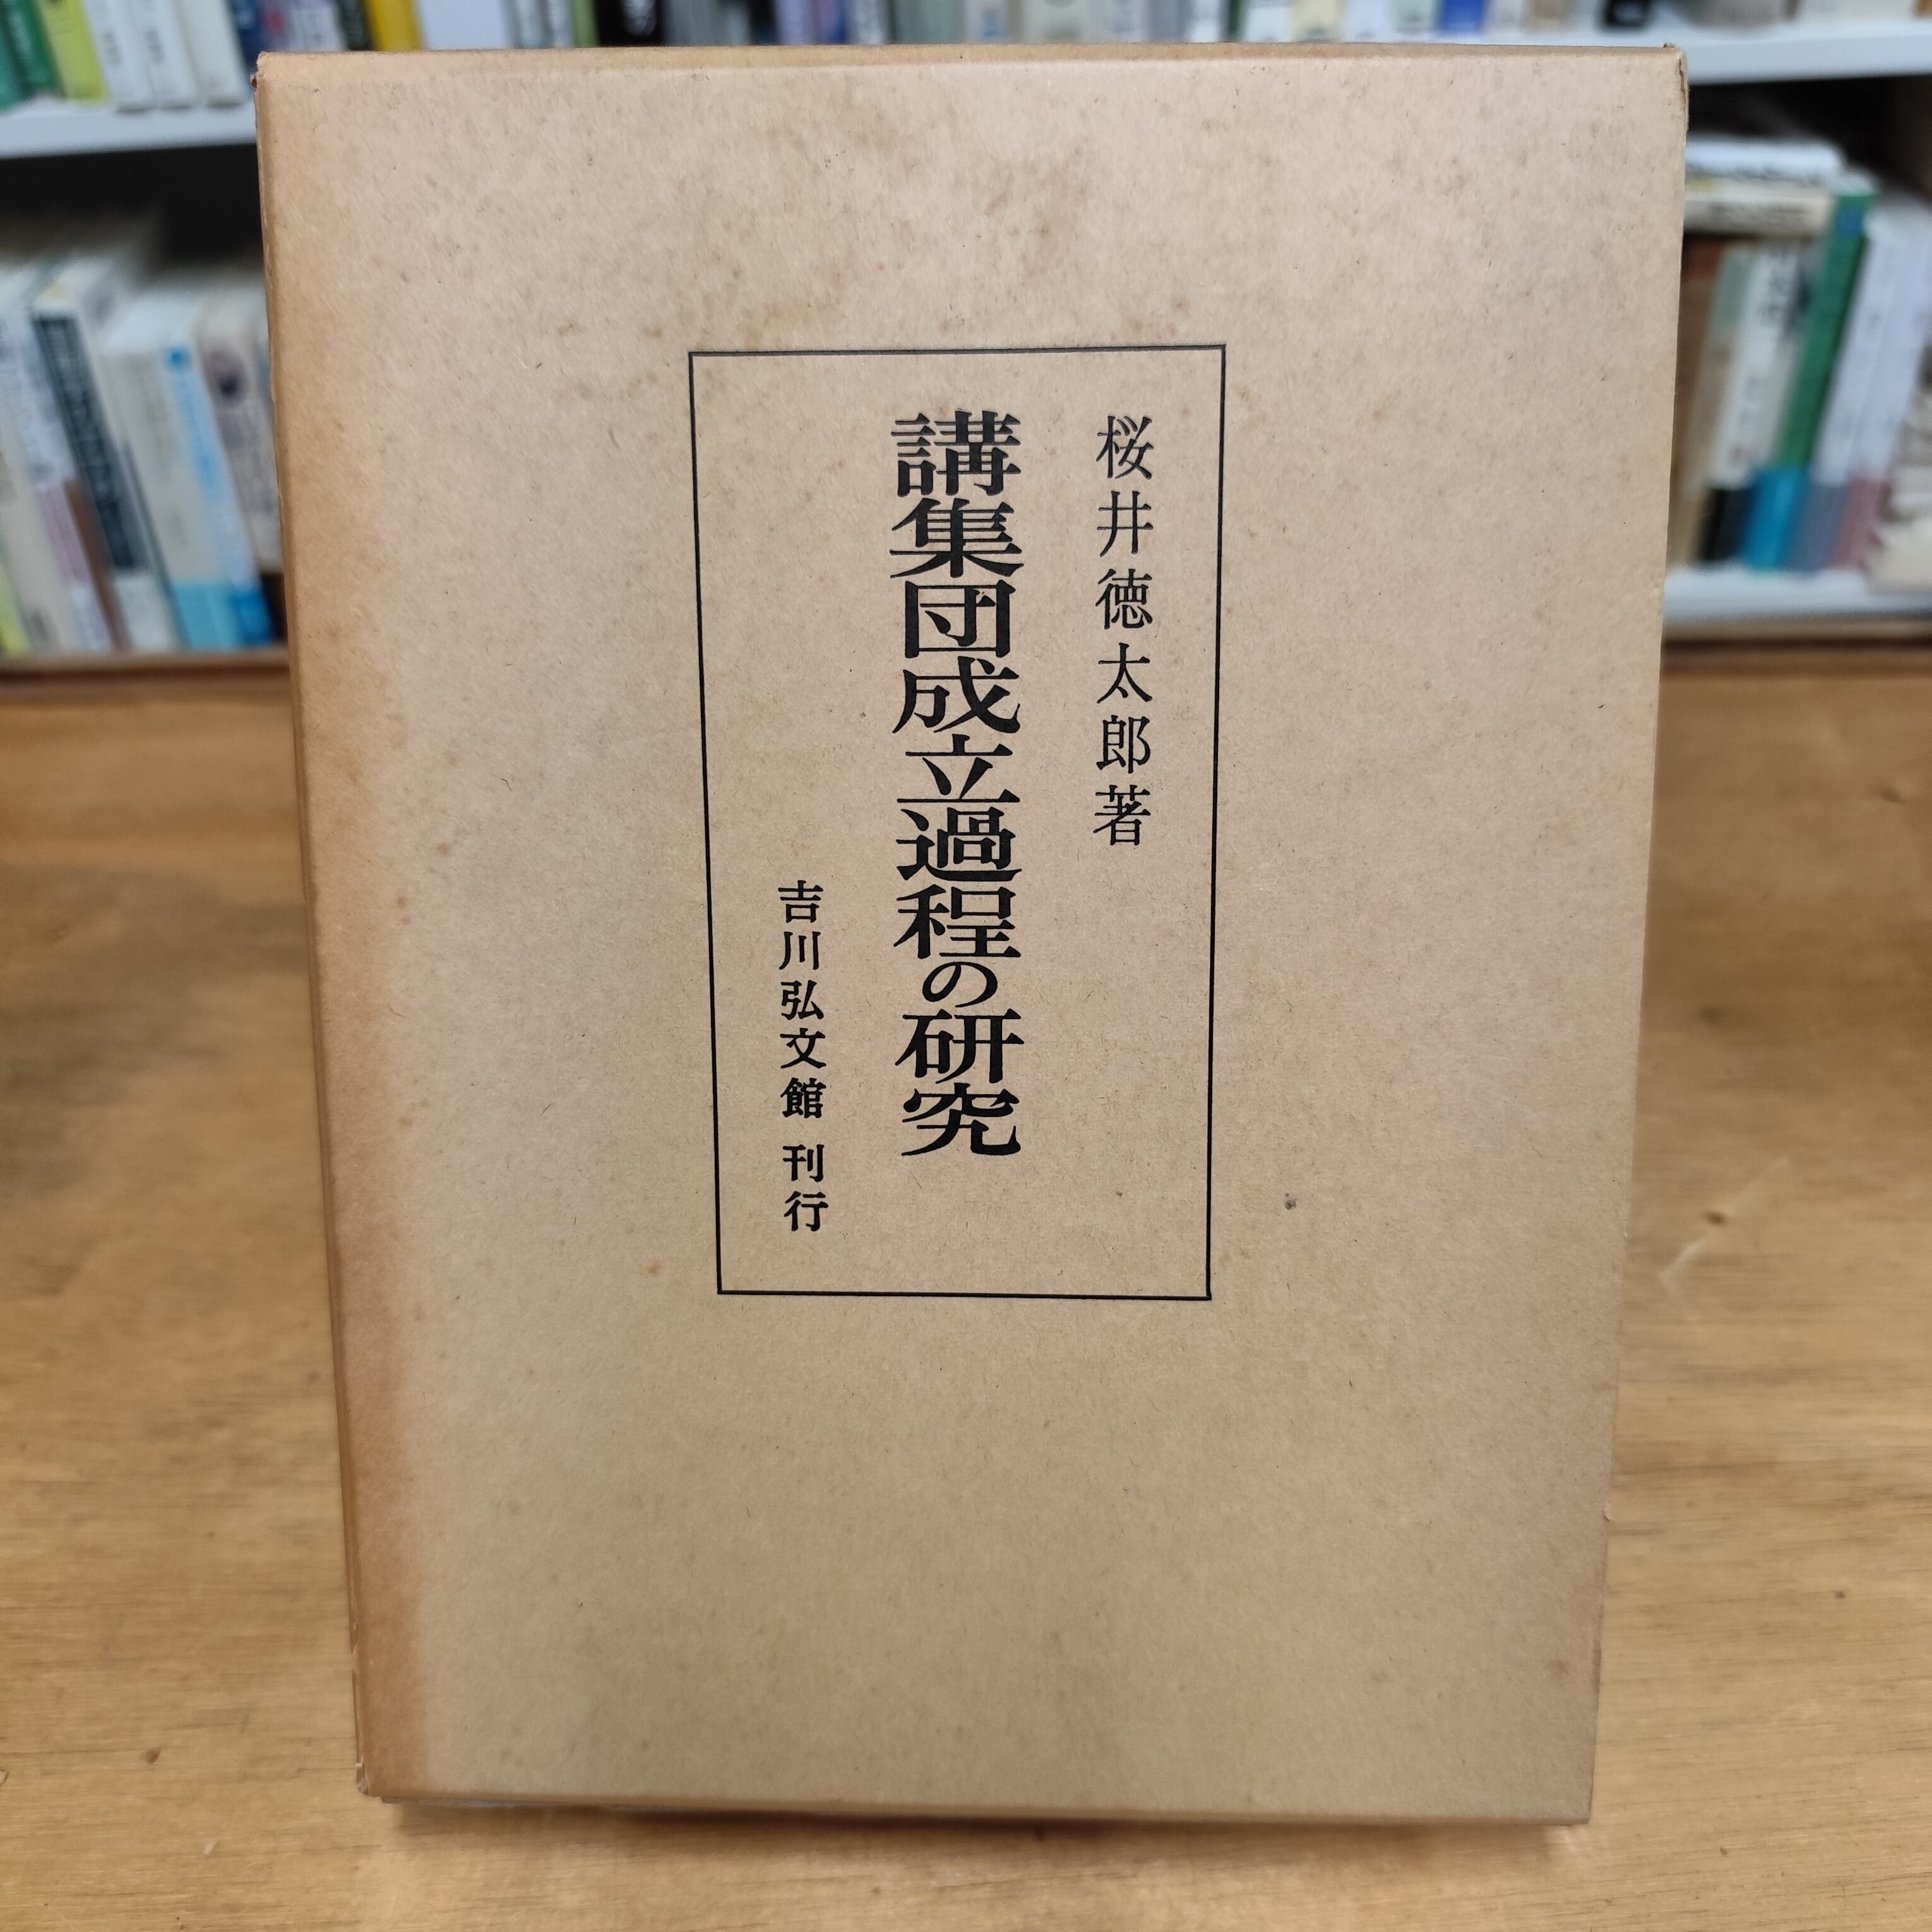 桜井徳太郎著
講集団成立過程の研究
吉川弘文館 刊行